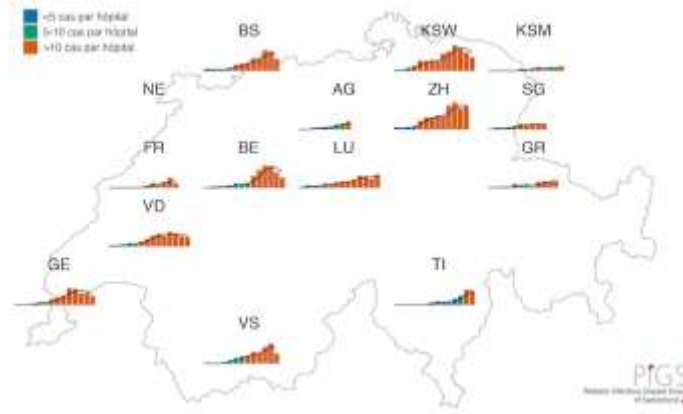 <5 cas par hôpital
5-10 cas par hôpital
>10 cas par hôpital
BS
KSW
KSM
NE
AG
ZH
SG
FR
BE
LU
GR
VD
GE
TI
VS
PIGS